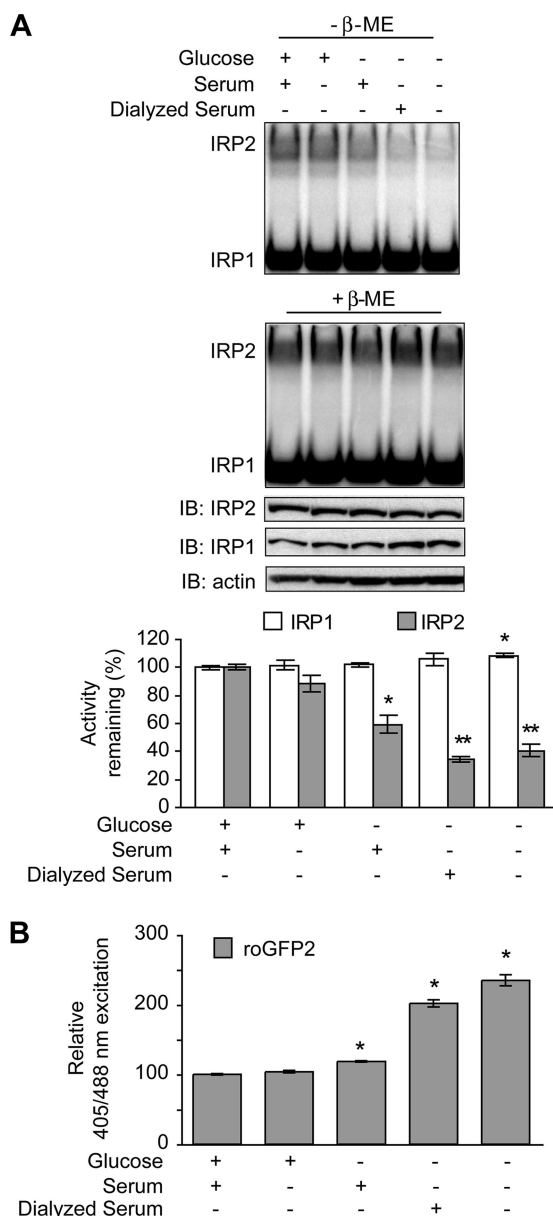 A
- β-ME
Glucose + + - - -
Serum + - + - -
Dialyzed Serum - - - + -
IRP2
IRP1
+ β-ME
IRP2
IRP1
IB: IRP2
IB: IRP1
IB: actin
IRP1 IRP2
Activity remaining (%)
120
100
80
60
40
20
0
* ** ** *
Glucose + + - - -
Serum + - + - -
Dialyzed Serum - - - + -
B
roGFP2
Relative
405/488 nm excitation
300
200
100
0
* * *
Glucose + + - - -
Serum + - + - -
Dialyzed Serum - - - + -